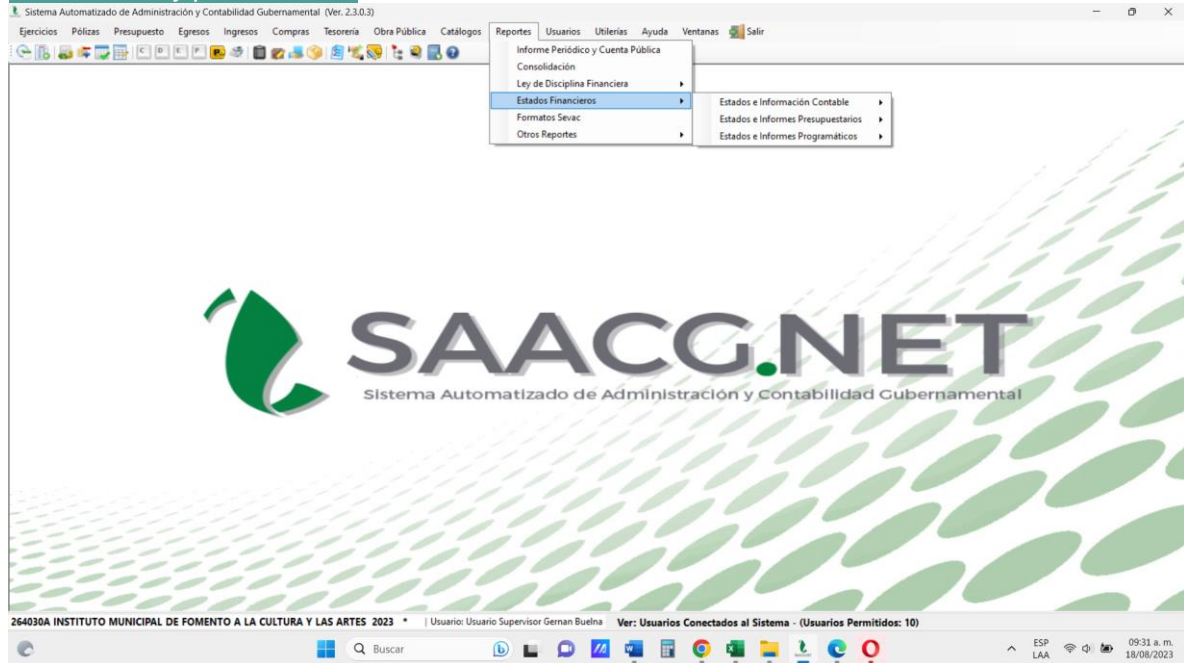 Sistema Automatizado de Administración y Contabilidad Gubernamental (Ver. 2.3.0.3)
Ejercicios Pólizas Presupuesto Egresos Ingresos Compras Tesorería Obra Pública Catálogos Reportes Usuarios Utilerías Ayuda Ventanas Salir
Informe Periódico y Cuenta Pública
Consolidación
Ley de Disciplina Financiera
Estados Financieros
Formatos Sevac
Otros Reportes
Estados e Información Contable
Estados e Informes Presupuestarios
Estados e Informes Programáticos
SAACG.NET
Sistema Automatizado de Administración y Contabilidad Gubernamental
264030A INSTITUTO MUNICIPAL DE FOMENTO A LA CULTURA Y LAS ARTES 2023 * | Usuario: Usuario Supervisor Gernan Buelna Ver: Usuarios Conectados al Sistema - (Usuarios Permitidos: 10)
Buscar
ESP
LAA
09:31 a. m.
18/08/2023